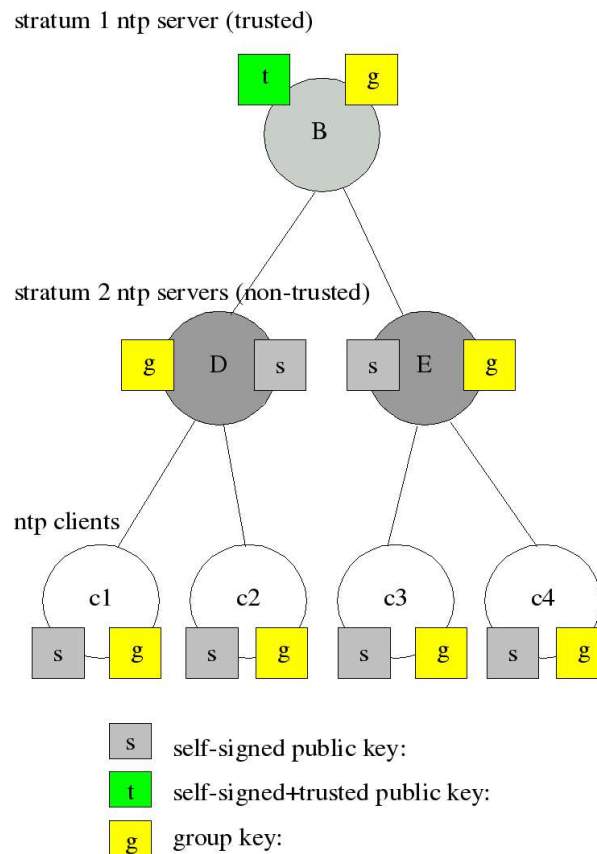 stratum 1 ntp server (trusted)
t g
B
stratum 2 ntp servers (non-trusted)
g D s s E g
ntp clients
c1 c2 c3 c4
s g s g s g s g
s self-signed public key:
t self-signed+trusted public key:
g group key: